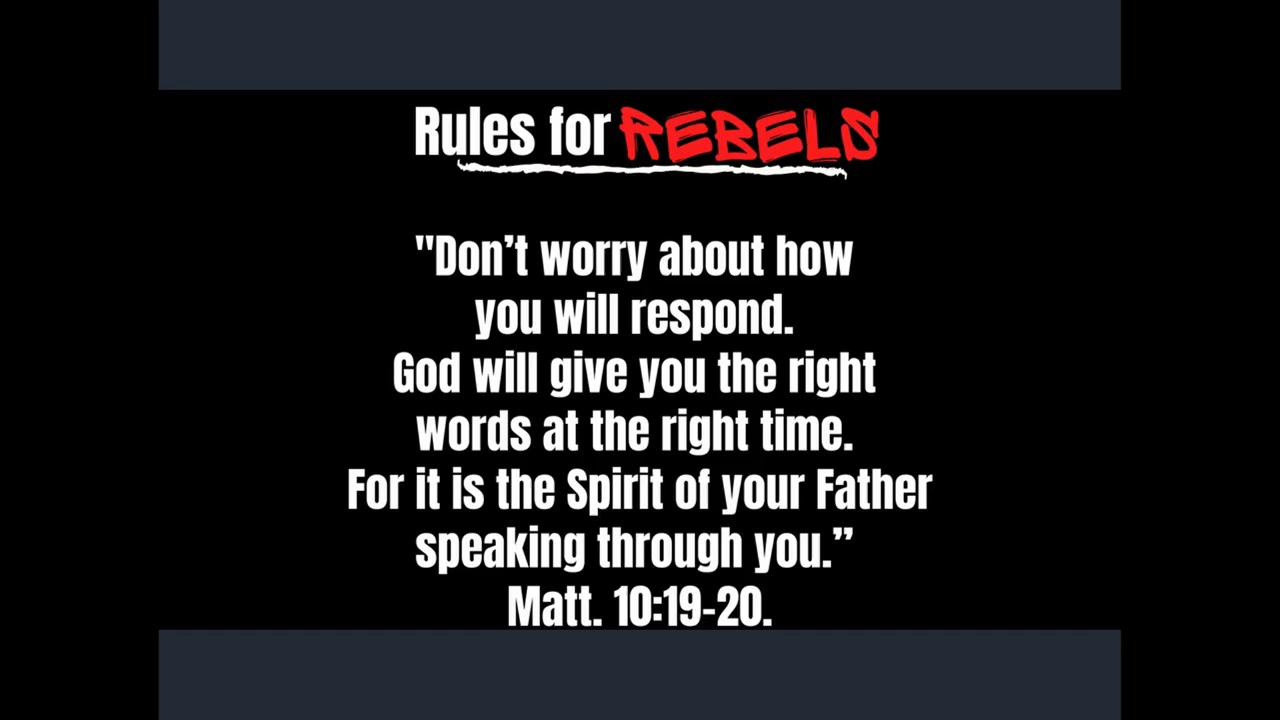 Rules for REBELS
"Don’t worry about how
you will respond.
God will give you the right
words at the right time.
For it is the Spirit of your Father
speaking through you.”
Matt. 10:19-20.